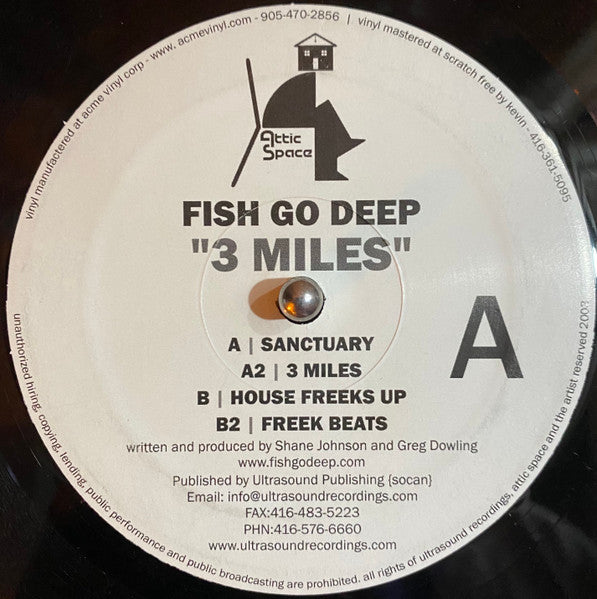 vinyl manufactured at acme vinyl corp - www. acmevinyl.com - 905-470-2856 | vinyl mastered at scratch free by kevin - 416-361-5095
Attic
Space
FISH GO DEEP
"3 MILES"
A
A | SANCTUARY
A2 | 3 MILES
B | HOUSE FREEKS UP
B2 | FREEK BEATS
written and produced by Shane Johnson and Greg Dowling
www.fishgodeep.com
Published by Ultrasound Publishing {socan}
Email: info@ultrasoundrecordings.com
FAX:416-483-5223
PHN:416-576-6660
www.ultrasoundrecordings.com
unauthorized hiring, copying, lending, public performance and public broadcasting are prohibited. all rights of ultrasound recordings, attic space and the artist reserved 2003